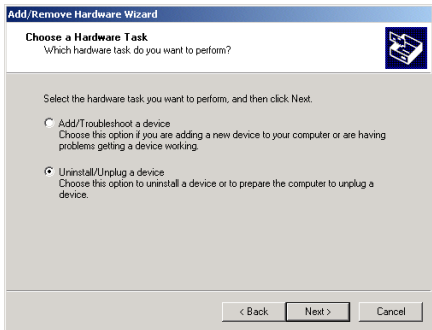 Add/Remove Hardware Wizard
Choose a Hardware Task
Which hardware task do you want to perform?
Select the hardware task you want to perform, and then click Next.
Add/Troubleshoot a device
Choose this option if you are adding a new device to your computer or are having
problems getting a device working.
Uninstall/Unplug a device
Choose this option to uninstall a device or to prepare the computer to unplug a
device.
< Back Next > Cancel